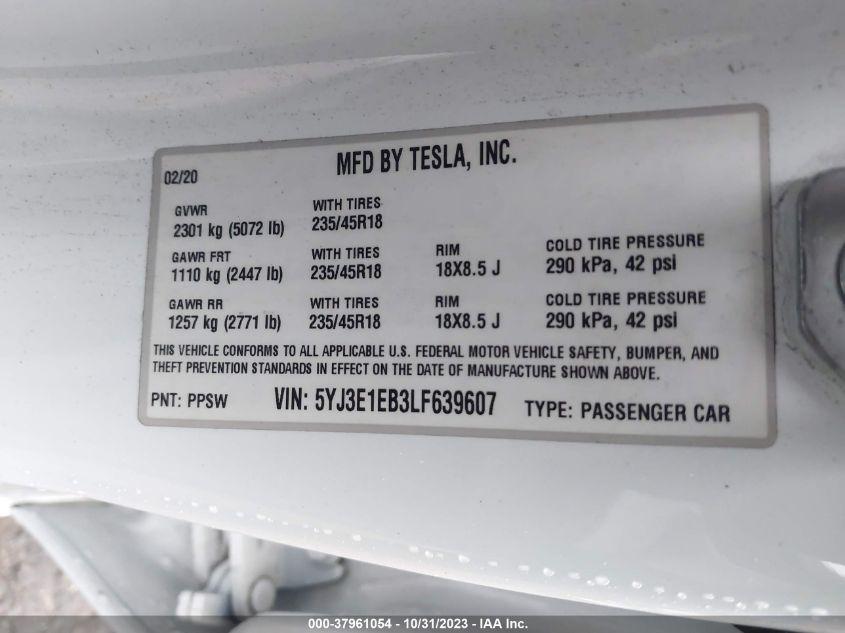 02/20 MFD BY TESLA, INC.
GVWR WITH TIRES
2301 kg (5072 lb) 235/45R18
GAWR FRT WITH TIRES RIM COLD TIRE PRESSURE
1110 kg (2447 lb) 235/45R18 18X8.5 J 290 kPa, 42 psi
GAWR RR WITH TIRES RIM COLD TIRE PRESSURE
1257 kg (2771 lb) 235/45R18 18X8.5 J 290 kPa, 42 psi
THIS VEHICLE CONFORMS TO ALL APPLICABLE U.S. FEDERAL MOTOR VEHICLE SAFETY, BUMPER, AND
THEFT PREVENTION STANDARDS IN EFFECT ON THE DATE OF MANUFACTURE SHOWN ABOVE.
PNT: PPSW VIN: 5YJ3E1EB3LF639607 TYPE: PASSENGER CAR
000-37961054 - 10/31/2023 - IAA Inc.